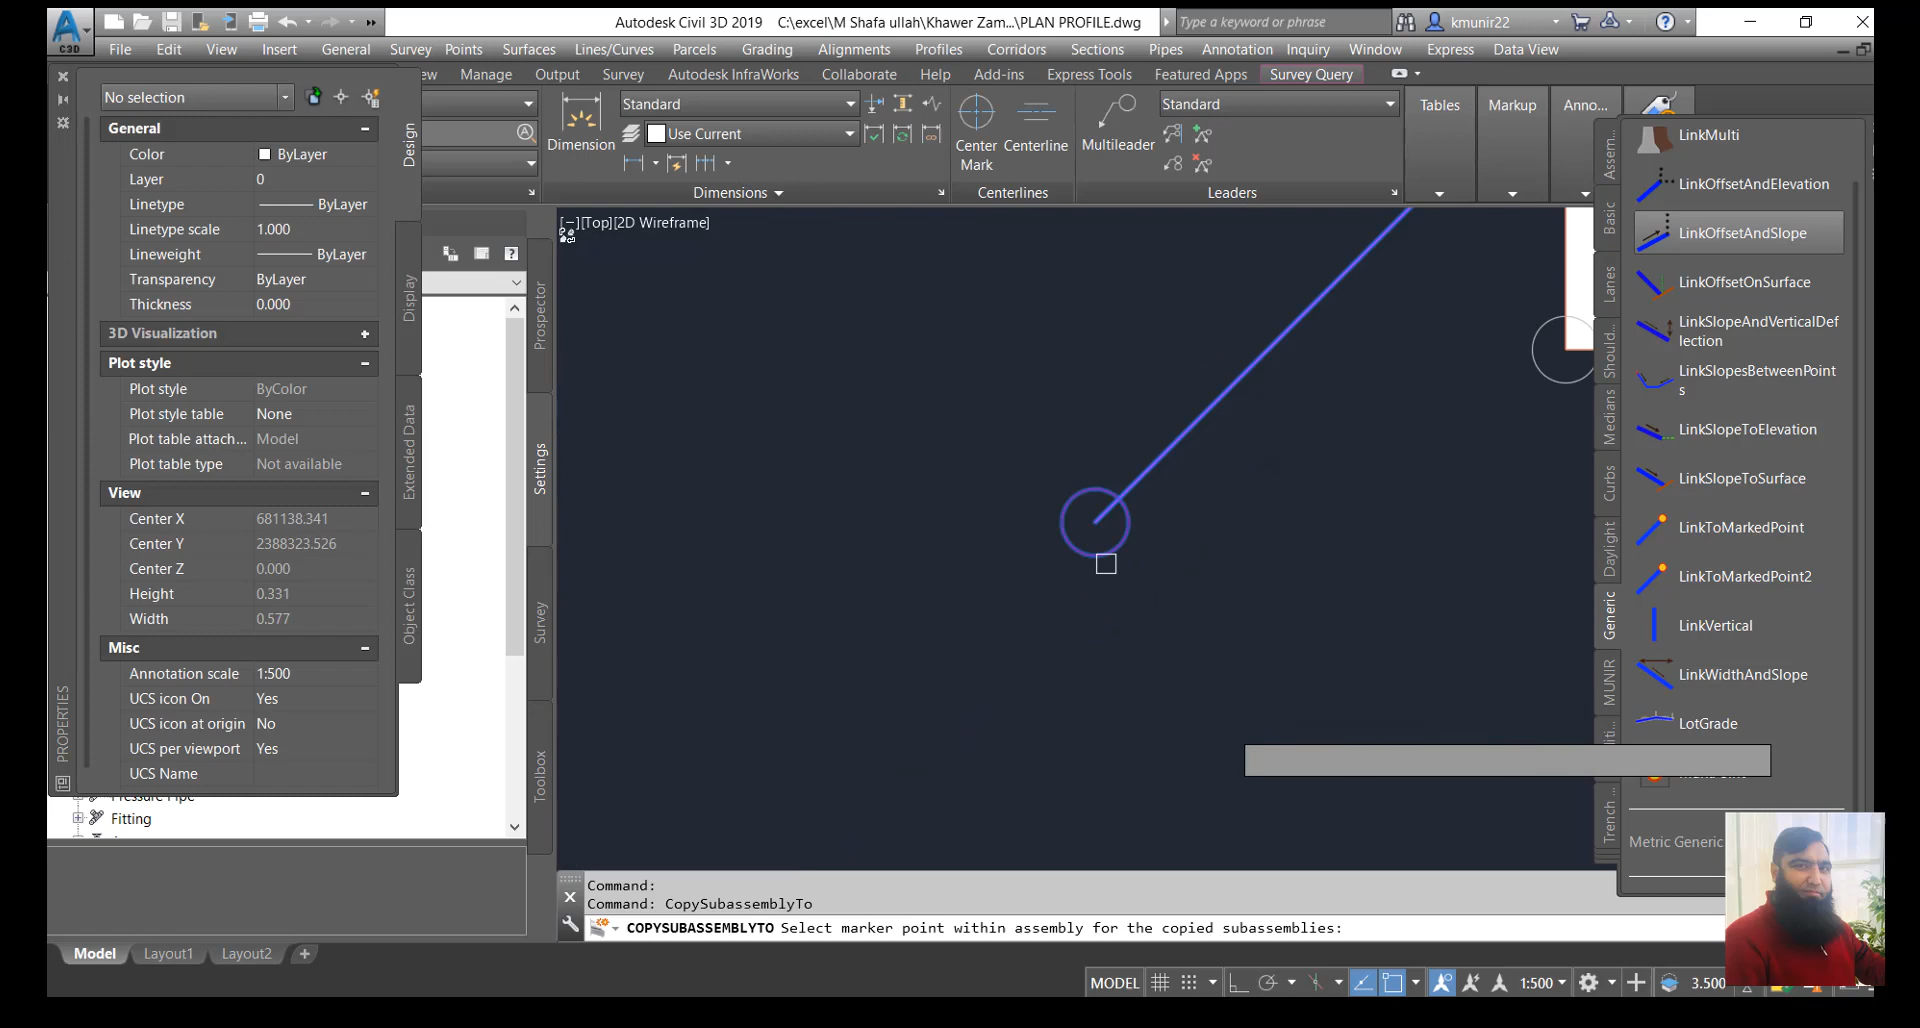 Autodesk Civil 3D 2019 C:\excel\M Shafa ullah\Khawer Zam...\PLAN PROFILE.dwg
Type a keyword or phrase
kmunir22
C3D
File Edit View Insert General Survey Points Surfaces Lines/Curves Parcels Grading Alignments Profiles Corridors Sections Pipes Annotation Inquiry Window Express Data View
Manage Output Survey Autodesk InfraWorks Collaborate Help Add-ins Express Tools Featured Apps Survey Query
No selection
Standard
Use Current
Dimension
Center Mark
Centerline
Multileader
Standard
Tables
Markup
Anno...
Dimensions
Centerlines
Leaders
General
Color ByLayer
Layer 0
Linetype ByLayer
Linetype scale 1.000
Lineweight ByLayer
Transparency ByLayer
Thickness 0.000
3D Visualization
Plot style
Plot style ByColor
Plot style table None
Plot table attach... Model
Plot table type Not available
View
Center X 681138.341
Center Y 2388323.526
Center Z 0.000
Height 0.331
Width 0.577
Misc
Annotation scale 1:500
UCS icon On Yes
UCS icon at origin No
UCS per viewport Yes
UCS Name
PROPERTIES
Design
Display
Extended Data
Object Class
Fitting
Prospector
Settings
Survey
Toolbox
[−][Top][2D Wireframe]
Assem...
Basic
Lanes
Should...
Medians
Curbs
Daylight
Generic
MUNIR
Trench ...
LinkMulti
LinkOffsetAndElevation
LinkOffsetAndSlope
LinkOffsetOnSurface
LinkSlopeAndVerticalDef
lection
LinkSlopesBetweenPoint
s
LinkSlopeToElevation
LinkSlopeToSurface
LinkToMarkedPoint
LinkToMarkedPoint2
LinkVertical
LinkWidthAndSlope
LotGrade
Metric Generic
Command:
Command: CopySubassemblyTo
COPYSUBASSEMBLYTO Select marker point within assembly for the copied subassemblies:
Model Layout1 Layout2
MODEL
1:500
3.500